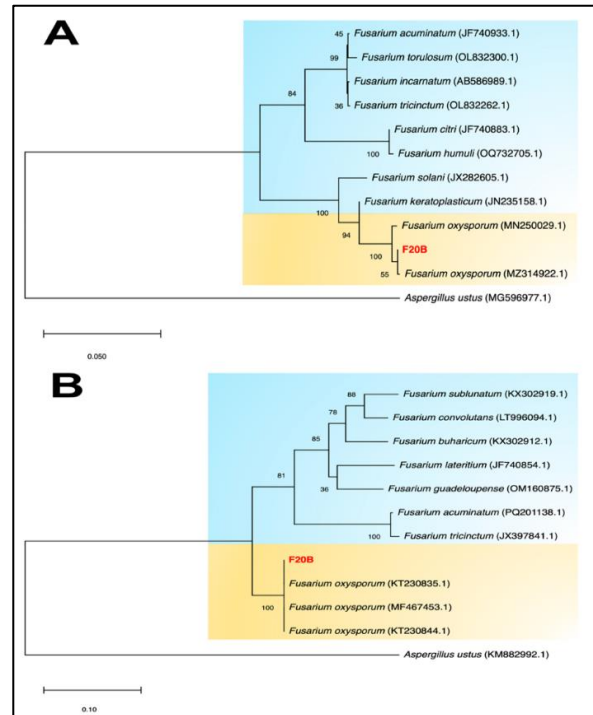 A
45 Fusarium acuminatum (JF740933.1)
99 Fusarium torulosum (OL832300.1)
Fusarium incarnatum (AB586989.1)
84
36 Fusarium tricinctum (OL832262.1)
Fusarium citri (JF740883.1)
100 Fusarium humuli (OQ732705.1)
Fusarium solani (JX282605.1)
Fusarium keratoplasticum (JN235158.1)
100
Fusarium oxysporum (MN250029.1)
94
F20B
100
55 Fusarium oxysporum (MZ314922.1)
Aspergillus ustus (MG596977.1)
0.050
B
88 Fusarium sublunatum (KX302919.1)
78 Fusarium convolutans (LT996094.1)
85 Fusarium buharicum (KX302912.1)
Fusarium lateritium (JF740854.1)
81
36 Fusarium guadeloupense (OM160875.1)
Fusarium acuminatum (PQ201138.1)
100 Fusarium tricinctum (JX397841.1)
F20B
Fusarium oxysporum (KT230835.1)
Fusarium oxysporum (MF467453.1)
100
Fusarium oxysporum (KT230844.1)
Aspergillus ustus (KM882992.1)
0.10